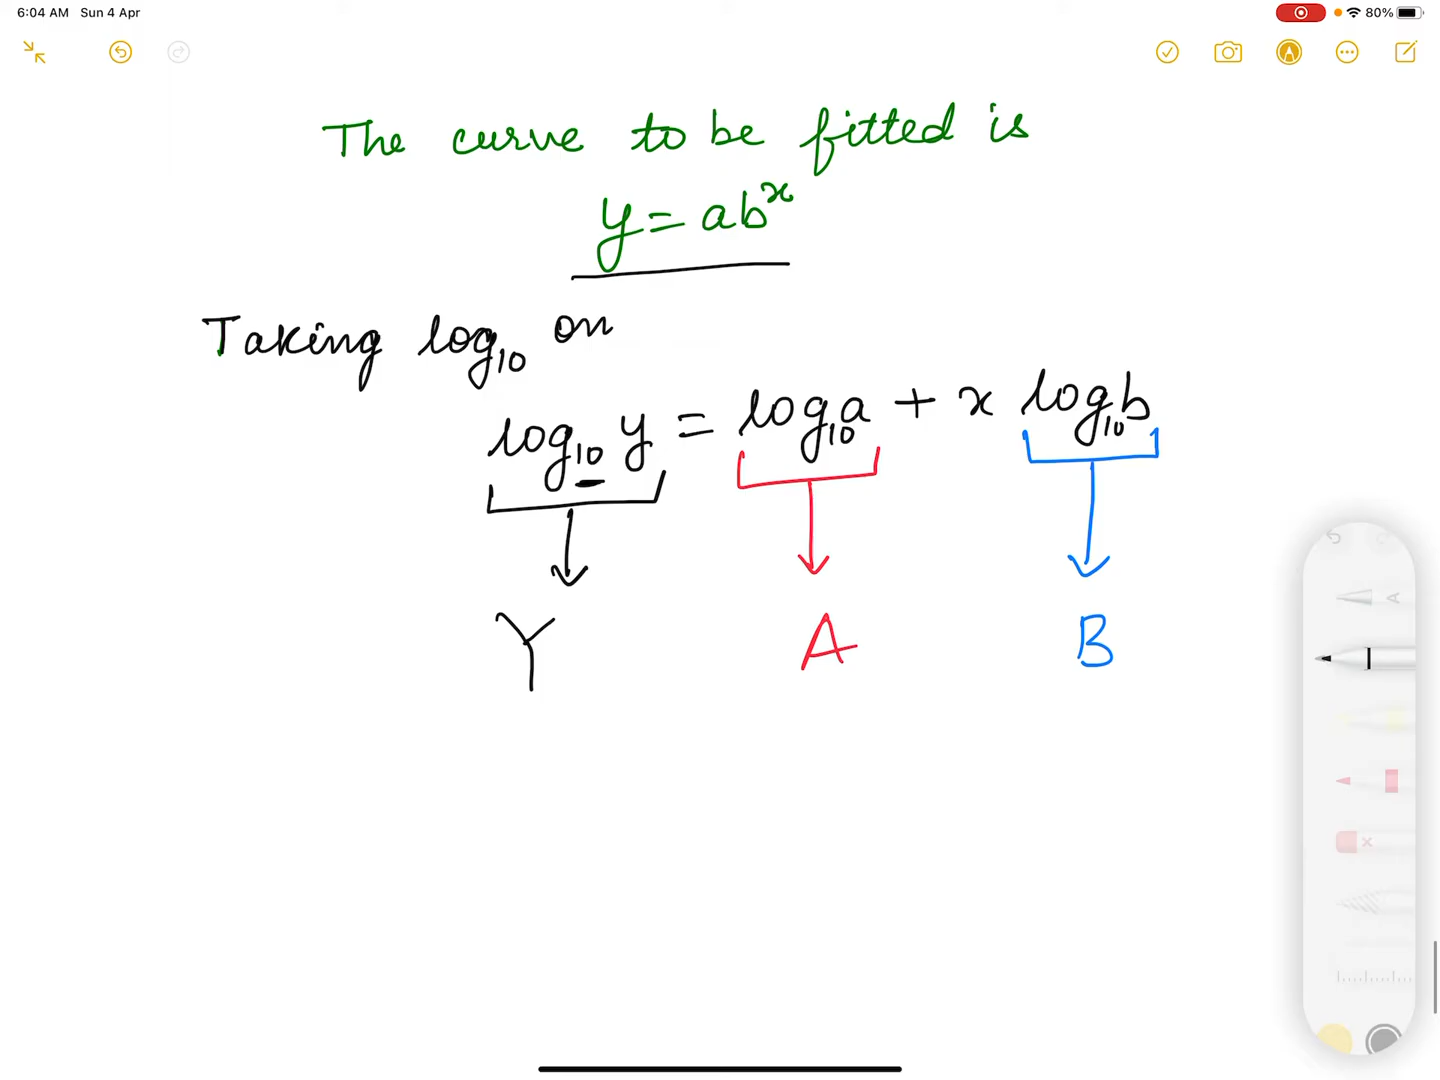 6:04 AM Sun 4 Apr 80%
The curve to be fitted is
y = ab^x
Taking log₁₀ on
log₁₀ y = log₁₀ a + x log₁₀ b
Y A B